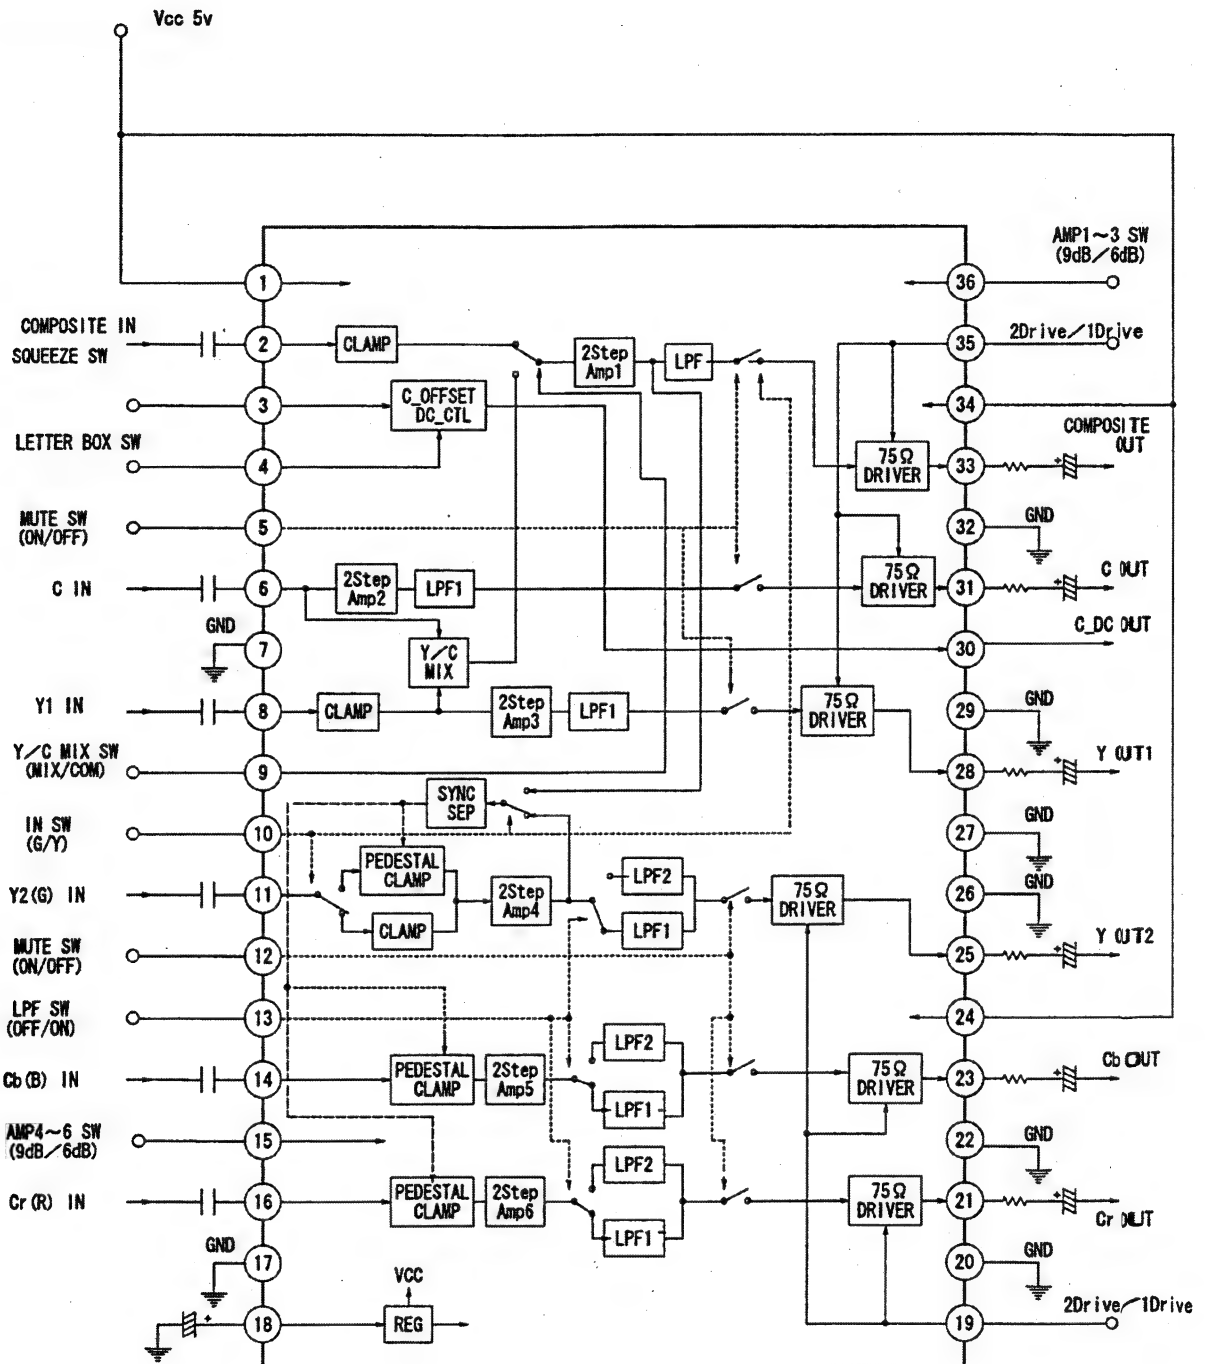 Vcc 5v
AMP1～3 SW
(9dB／6dB)
1
36
COMPOSITE IN
SQUEEZE SW
2
CLAMP
2Step
Amp1
LPF
35
2Drive／1Drive
3
C_OFFSET
DC_CTL
34
LETTER BOX SW
4
75Ω
DRIVER
33
COMPOSITE
OUT
MUTE SW
(ON/OFF)
5
32
GND
C IN
6
2Step
Amp2
LPF1
75Ω
DRIVER
31
C OUT
GND
7
Y／C
MIX
30
C_DC OUT
Y1 IN
8
CLAMP
2Step
Amp3
LPF1
75Ω
DRIVER
29
GND
Y／C MIX SW
(MIX/COM)
9
28
Y OUT1
SYNC
SEP
IN SW
(G/Y)
10
27
GND
Y2(G) IN
11
PEDESTAL
CLAMP
CLAMP
2Step
Amp4
LPF2
LPF1
75Ω
DRIVER
26
GND
MUTE SW
(ON/OFF)
12
25
Y OUT2
LPF SW
(OFF/ON)
13
24
Cb(B) IN
14
PEDESTAL
CLAMP
2Step
Amp5
LPF2
LPF1
75Ω
DRIVER
23
Cb OUT
AMP4～6 SW
(9dB／6dB)
15
22
GND
Cr(R) IN
16
PEDESTAL
CLAMP
2Step
Amp6
LPF2
LPF1
75Ω
DRIVER
21
Cr OUT
GND
17
20
GND
18
VCC
REG
19
2Drive／1Drive